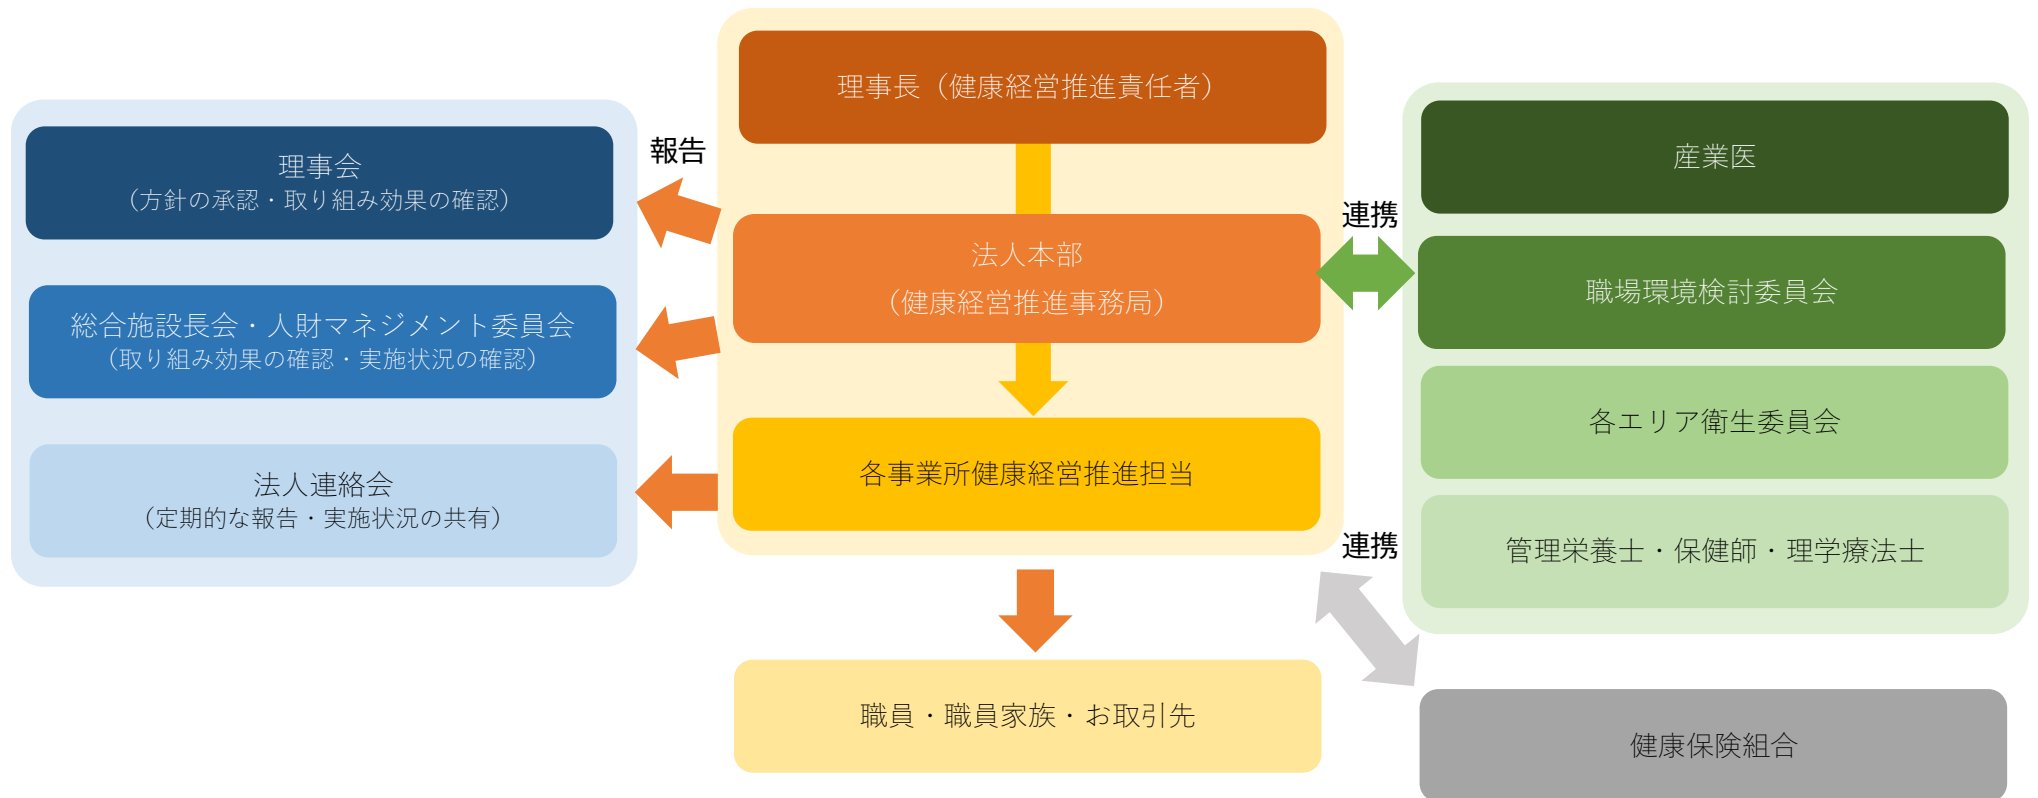 理事長（健康経営推進責任者）
報告
理事会
（方針の承認・取り組み効果の確認）
総合施設長会・人財マネジメント委員会
（取り組み効果の確認・実施状況の確認）
法人連絡会
（定期的な報告・実施状況の共有）
法人本部
（健康経営推進事務局）
各事業所健康経営推進担当
職員・職員家族・お取引先
連携
産業医
職場環境検討委員会
各エリア衛生委員会
管理栄養士・保健師・理学療法士
連携
健康保険組合